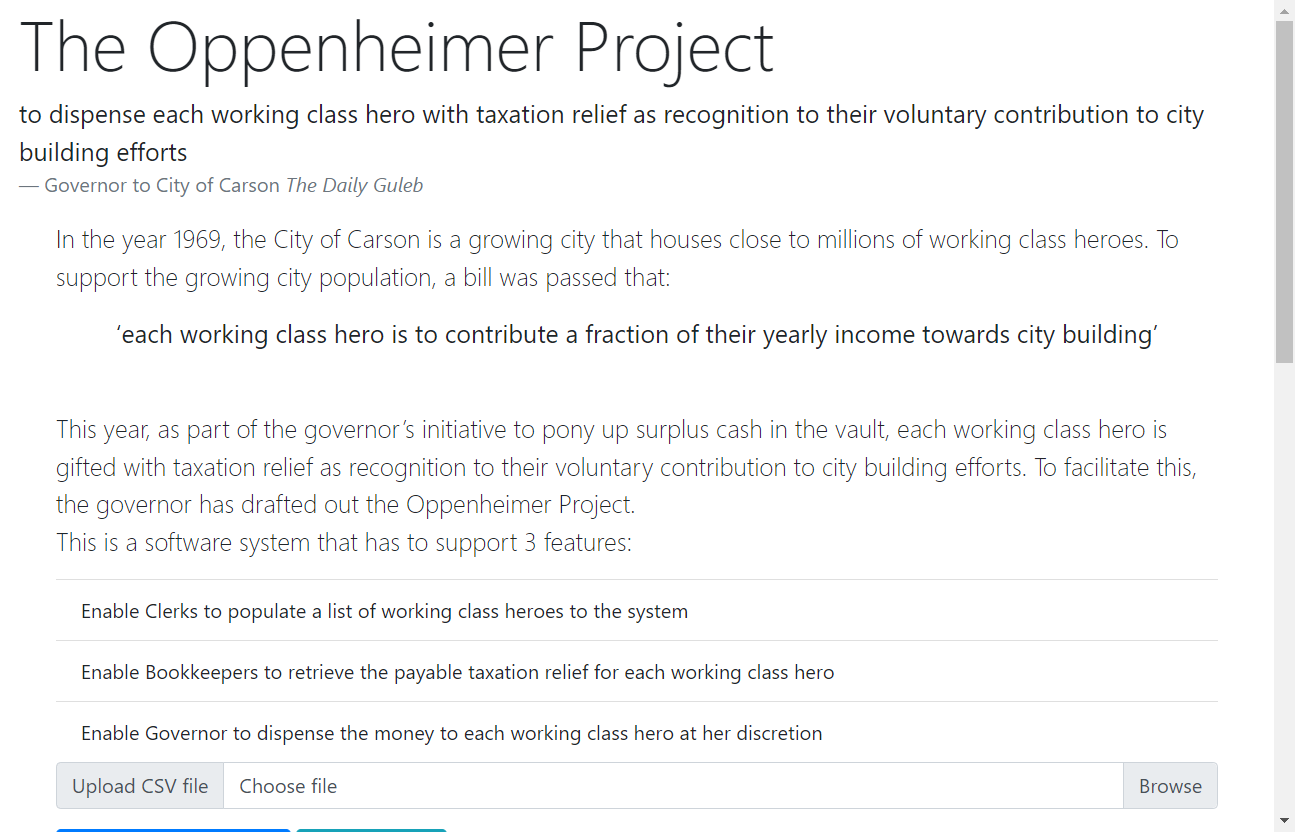 The Oppenheimer Project
to dispense each working class hero with taxation relief as recognition to their voluntary contribution to city
building efforts
— Governor to City of Carson The Daily Guleb
In the year 1969, the City of Carson is a growing city that houses close to millions of working class heroes. To
support the growing city population, a bill was passed that:
‘each working class hero is to contribute a fraction of their yearly income towards city building’
This year, as part of the governor’s initiative to pony up surplus cash in the vault, each working class hero is
gifted with taxation relief as recognition to their voluntary contribution to city building efforts. To facilitate this,
the governor has drafted out the Oppenheimer Project.
This is a software system that has to support 3 features:
Enable Clerks to populate a list of working class heroes to the system
Enable Bookkeepers to retrieve the payable taxation relief for each working class hero
Enable Governor to dispense the money to each working class hero at her discretion
Upload CSV file Choose file Browse